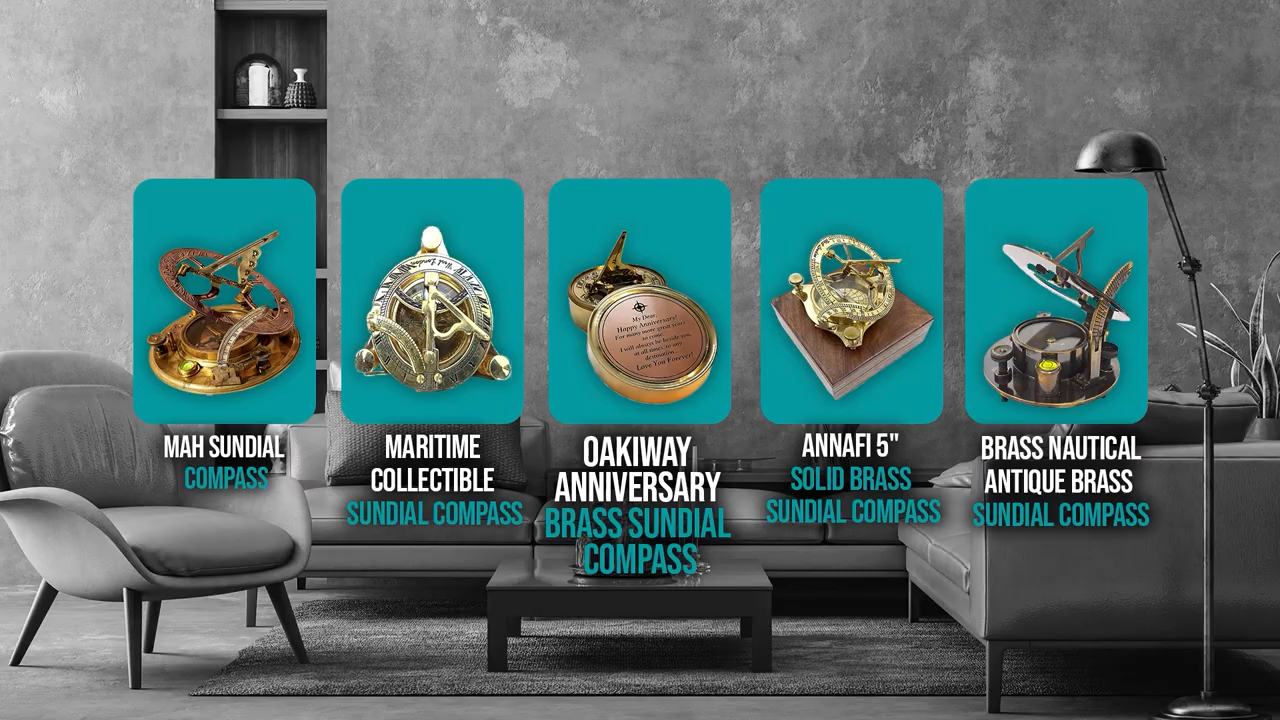 MAH SUNDIAL
COMPASS
MARITIME
COLLECTIBLE
SUNDIAL COMPASS
My Dear,
Happy Anniversary!
For many more great years
to come.
I will always be beside you,
at all times, to any
destination...
Love You Forever!
OAKIWAY
ANNIVERSARY
BRASS SUNDIAL
COMPASS
ANNAFI 5"
SOLID BRASS
SUNDIAL COMPASS
BRASS NAUTICAL
ANTIQUE BRASS
SUNDIAL COMPASS